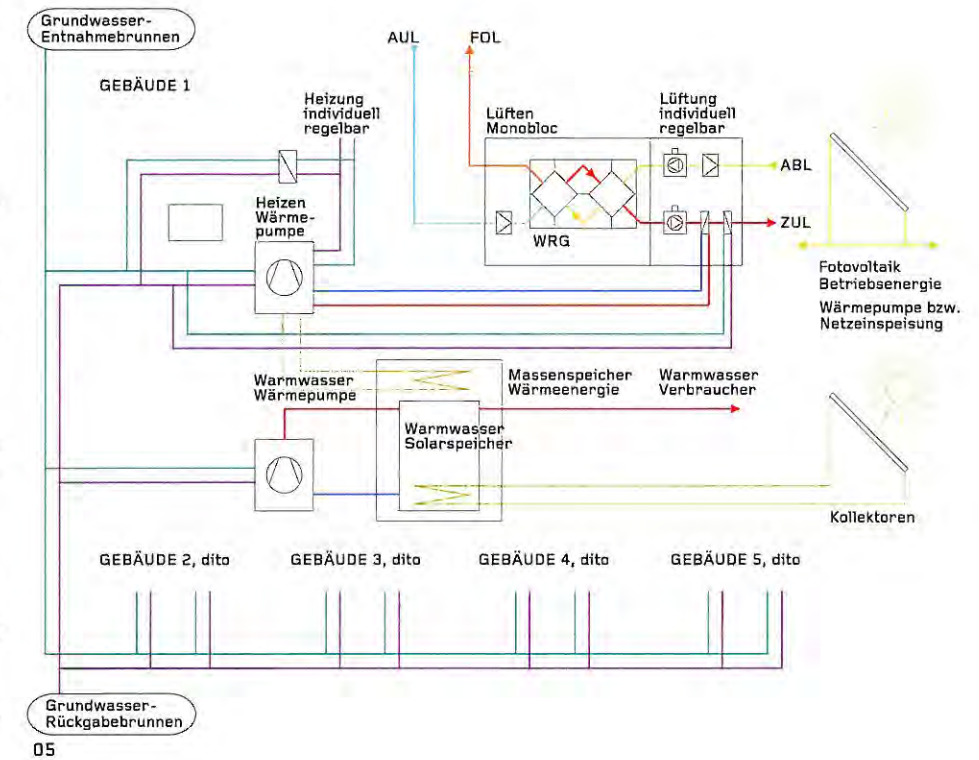 Grundwasser-
Entnahmebrunnen
GEBÄUDE 1
Heizung
individuell
regelbar
AUL
FOL
Lüften
Monobloc
Lüftung
individuell
regelbar
ABL
ZUL
WRG
Heizen
Wärme-
pumpe
Fotovoltaik
Betriebsenergie
Wärmepumpe bzw.
Netzeinspeisung
Warmwasser
Wärmepumpe
Massenspeicher
Wärmeenergie
Warmwasser
Verbraucher
Warmwasser
Solarspeicher
Kollektoren
GEBÄUDE 2, dito
GEBÄUDE 3, dito
GEBÄUDE 4, dito
GEBÄUDE 5, dito
Grundwasser-
Rückgabebrunnen
05